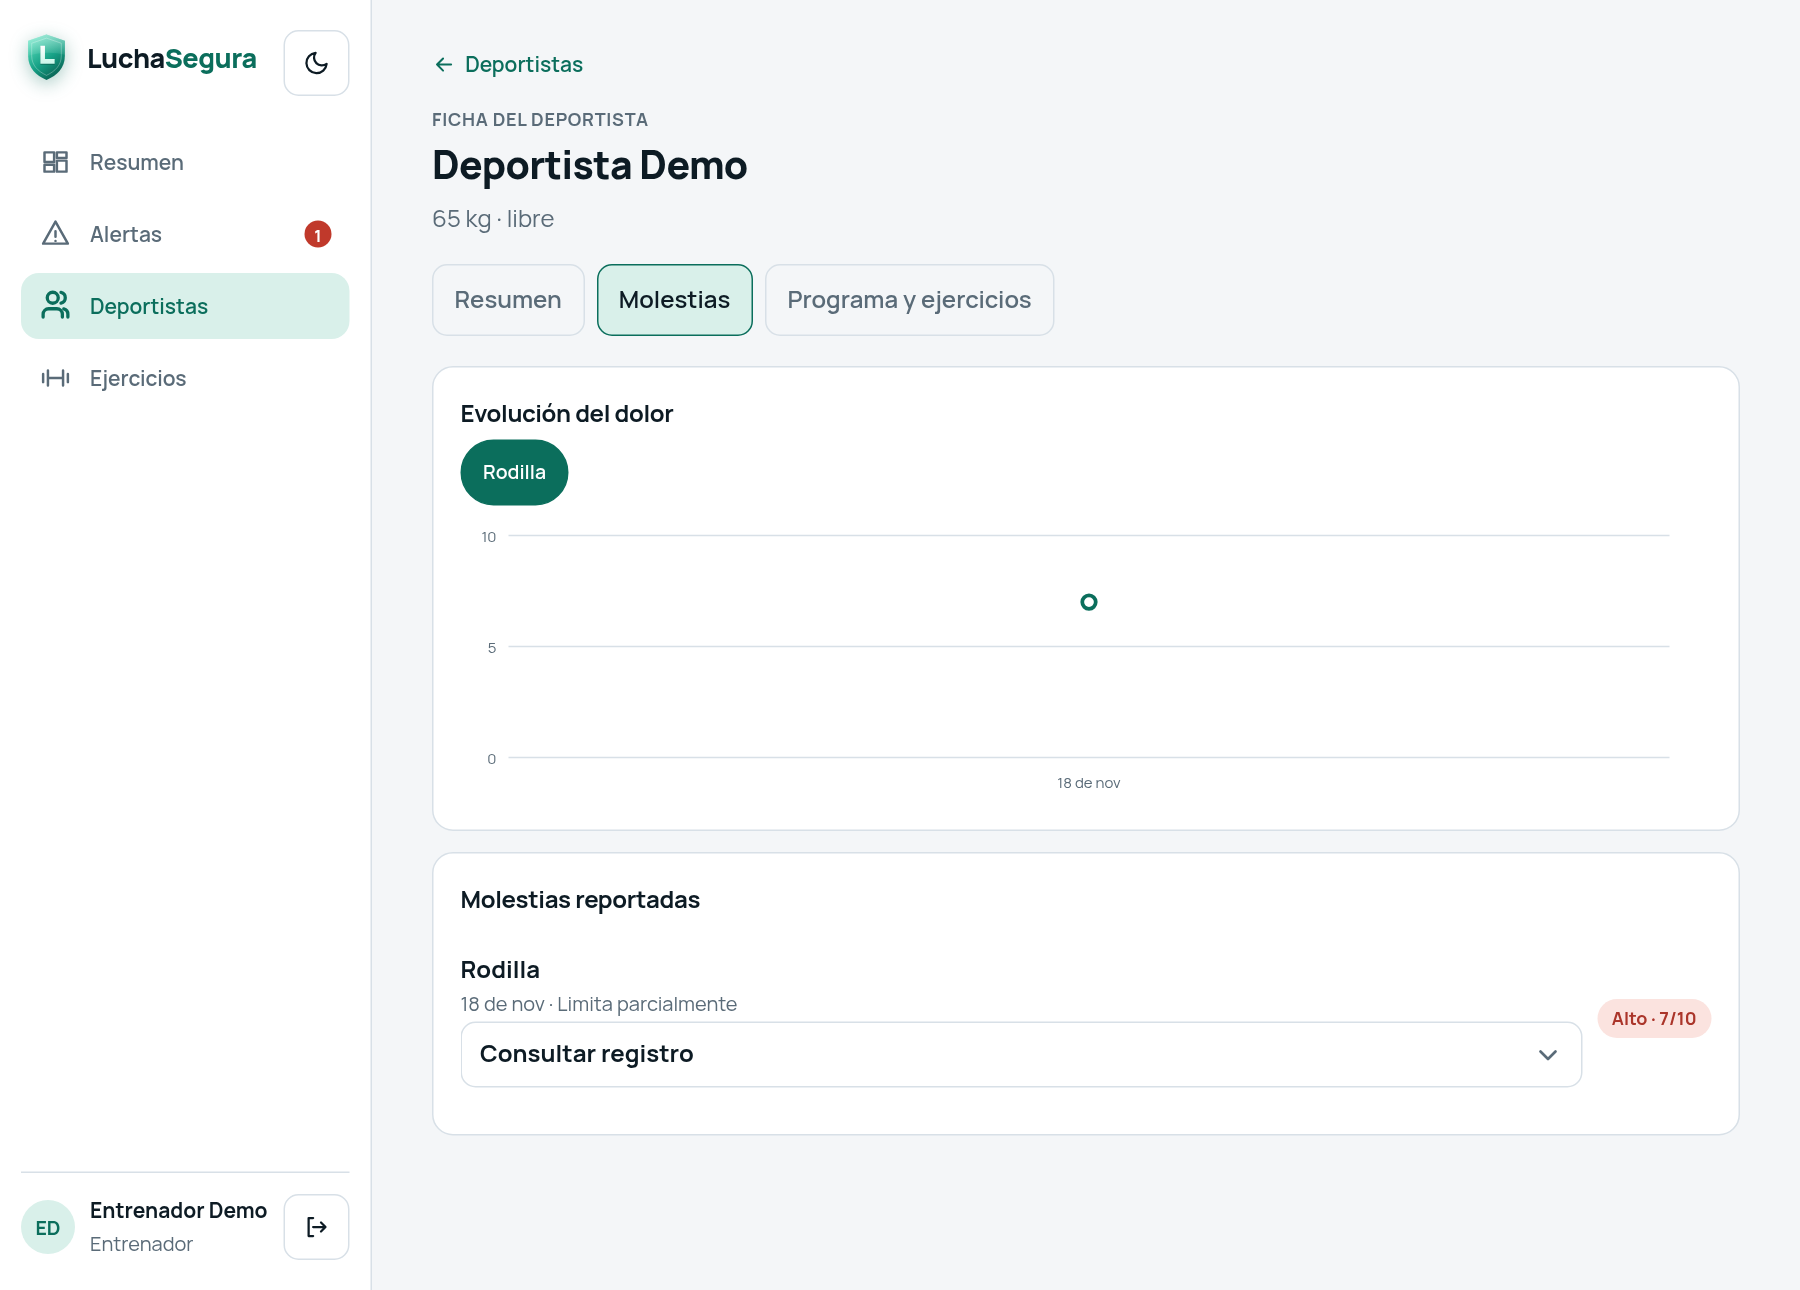 LuchaSegura
Resumen
Alertas
1
Deportistas
Ejercicios
ED
Entrenador Demo
Entrenador
Deportistas
FICHA DEL DEPORTISTA
Deportista Demo
65 kg · libre
Resumen
Molestias
Programa y ejercicios
Evolución del dolor
Rodilla
10
5
0
18 de nov
Molestias reportadas
Rodilla
18 de nov · Limita parcialmente
Consultar registro
Alto · 7/10